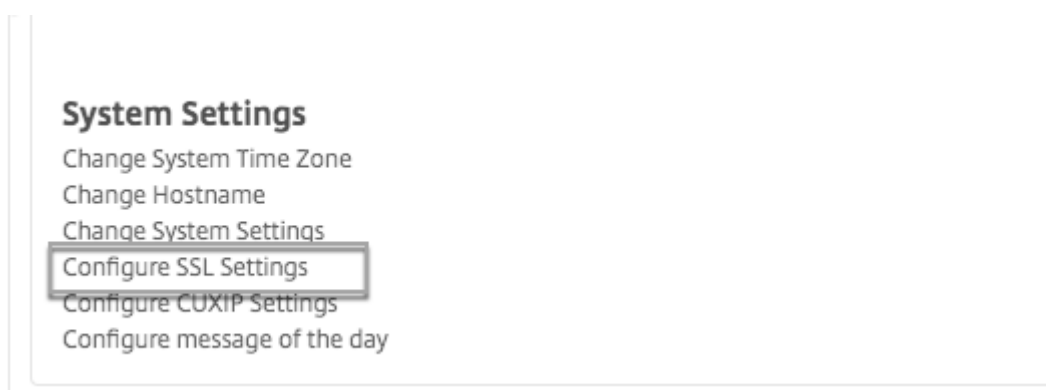 System Settings
Change System Time Zone
Change Hostname
Change System Settings
Configure SSL Settings
Configure CUXIP Settings
Configure message of the day